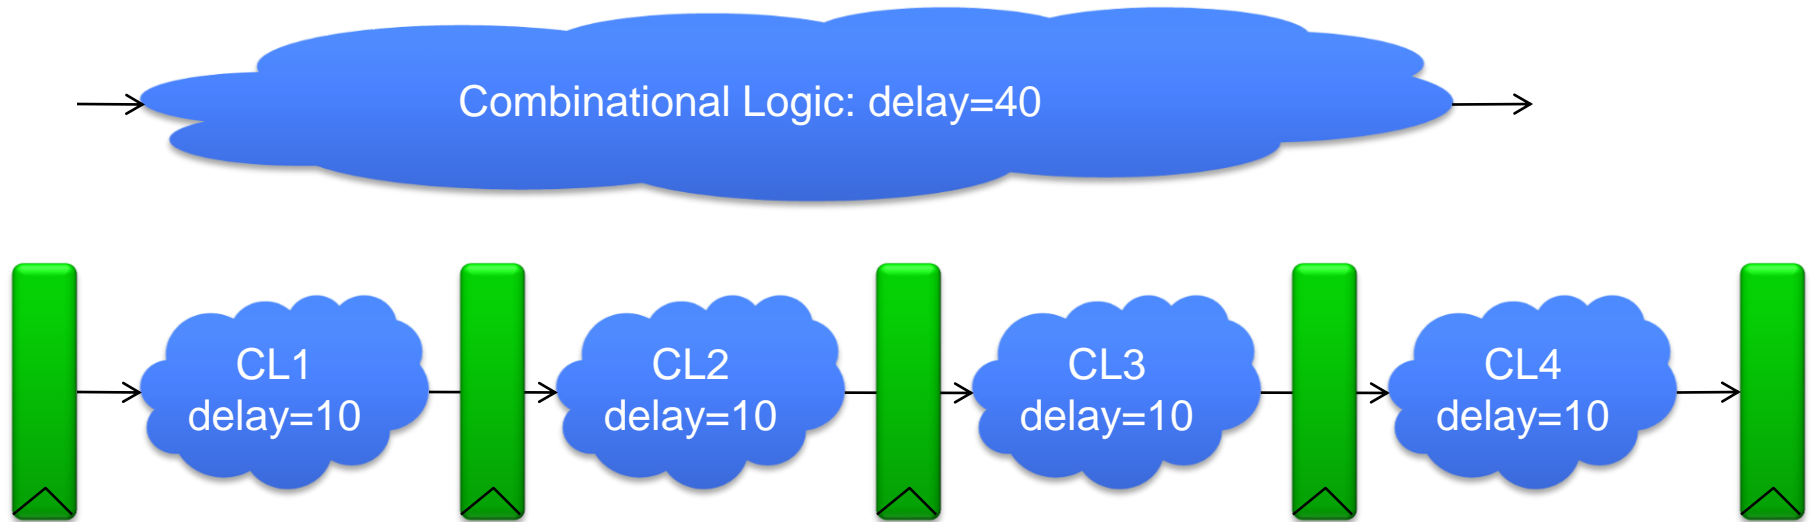 Combinational Logic: delay=40
CL1
delay=10
CL2
delay=10
CL3
delay=10
CL4
delay=10